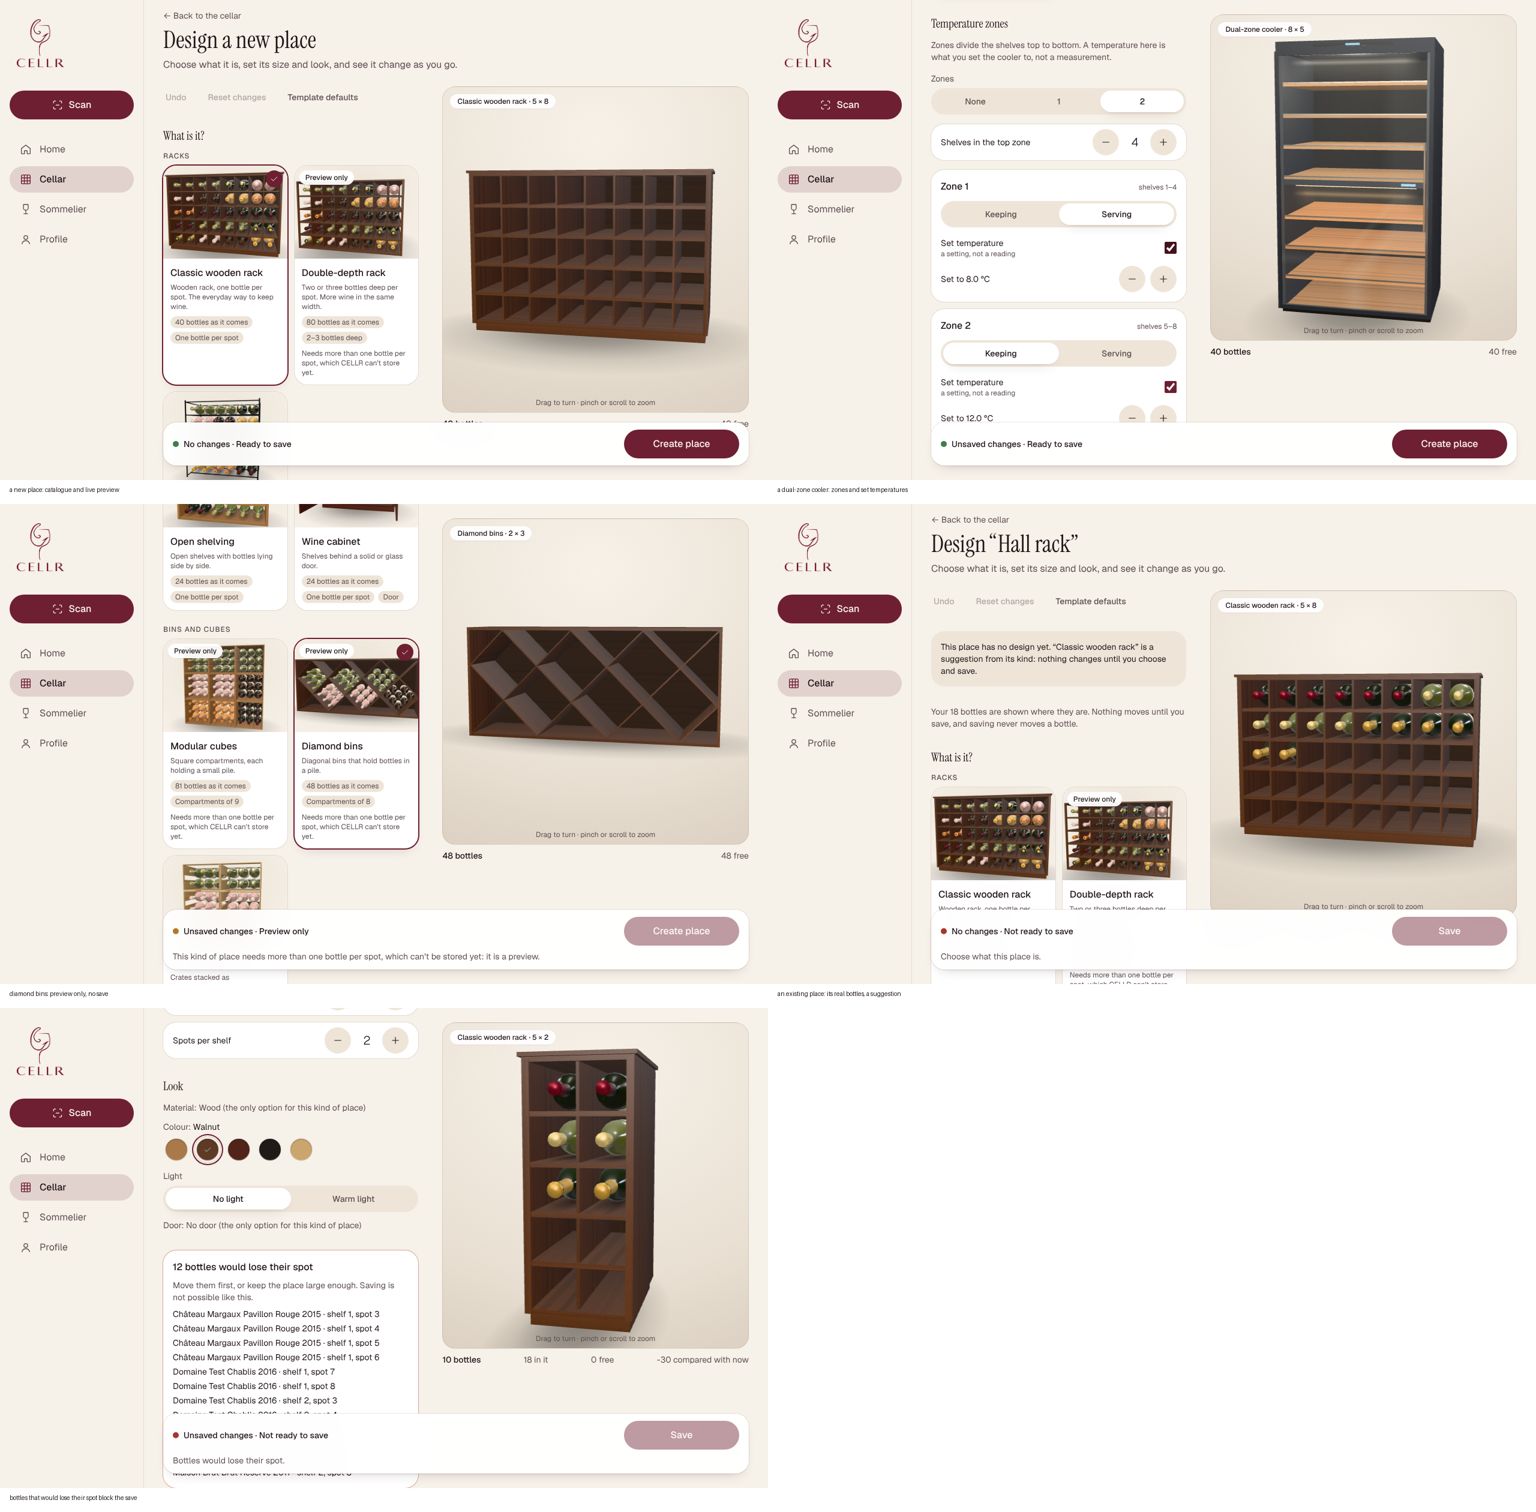 CELLR
Scan
Home
Cellar
Sommelier
Profile
← Back to the cellar
Design a new place
Choose what it is, set its size and look, and see it change as you go.
Undo
Reset changes
Template defaults
What is it?
RACKS
Classic wooden rack
Wooden rack, one bottle per
spot. The everyday way to keep
wine.
40 bottles as it comes
One bottle per spot
Preview only
Double-depth rack
Two or three bottles deep per
spot. More wine in the same
width.
80 bottles as it comes
2–3 bottles deep
Needs more than one bottle per
spot, which CELLR can't store
yet.
Classic wooden rack · 5 × 8
Drag to turn · pinch or scroll to zoom
No changes · Ready to save
Create place
a new place: catalogue and live preview
CELLR
Scan
Home
Cellar
Sommelier
Profile
Temperature zones
Zones divide the shelves top to bottom. A temperature here is
what you set the cooler to, not a measurement.
Zones
None
1
2
Shelves in the top zone
− 4 +
Zone 1
shelves 1–4
Keeping
Serving
Set temperature
a setting, not a reading
Set to 8.0 °C
− +
Zone 2
shelves 5–8
Keeping
Serving
Set temperature
a setting, not a reading
Set to 12.0 °C
− +
Dual-zone cooler · 8 × 5
Drag to turn · pinch or scroll to zoom
40 bottles
40 free
Unsaved changes · Ready to save
Create place
a dual-zone cooler: zones and set temperatures
CELLR
Scan
Home
Cellar
Sommelier
Profile
Open shelving
Open shelves with bottles lying
side by side.
24 bottles as it comes
One bottle per spot
Wine cabinet
Shelves behind a solid or glass
door.
24 bottles as it comes
One bottle per spot
Door
BINS AND CUBES
Preview only
Modular cubes
Square compartments, each
holding a small pile.
81 bottles as it comes
Compartments of 9
Needs more than one bottle per
spot, which CELLR can't store
yet.
Preview only
Diamond bins
Diagonal bins that hold bottles in
a pile.
48 bottles as it comes
Compartments of 8
Needs more than one bottle per
spot, which CELLR can't store
yet.
Diamond bins · 2 × 3
Drag to turn · pinch or scroll to zoom
48 bottles
48 free
Unsaved changes · Preview only
Create place
This kind of place needs more than one bottle per spot, which can't be stored yet: it is a preview.
Crates stacked as
diamond bins: preview only, no save
CELLR
Scan
Home
Cellar
Sommelier
Profile
← Back to the cellar
Design “Hall rack”
Choose what it is, set its size and look, and see it change as you go.
Undo
Reset changes
Template defaults
This place has no design yet. “Classic wooden rack” is a
suggestion from its kind: nothing changes until you choose
and save.
Your 18 bottles are shown where they are. Nothing moves until you
save, and saving never moves a bottle.
What is it?
RACKS
Classic wooden rack
Wooden rack, one bottle per
Preview only
Double-depth rack
Two or three bottles deep per
Classic wooden rack · 5 × 8
Drag to turn · pinch or scroll to zoom
No changes · Not ready to save
Save
Choose what this place is.
Needs more than one bottle per
an existing place: its real bottles, a suggestion
CELLR
Scan
Home
Cellar
Sommelier
Profile
Spots per shelf
− 2 +
Look
Material: Wood (the only option for this kind of place)
Colour: Walnut
Light
No light
Warm light
Door: No door (the only option for this kind of place)
12 bottles would lose their spot
Move them first, or keep the place large enough. Saving is
not possible like this.
Château Margaux Pavillon Rouge 2015 · shelf 1, spot 3
Château Margaux Pavillon Rouge 2015 · shelf 1, spot 4
Château Margaux Pavillon Rouge 2015 · shelf 1, spot 5
Château Margaux Pavillon Rouge 2015 · shelf 1, spot 6
Domaine Test Chablis 2016 · shelf 1, spot 7
Domaine Test Chablis 2016 · shelf 1, spot 8
Domaine Test Chablis 2016 · shelf 2, spot 3
Classic wooden rack · 5 × 2
Drag to turn · pinch or scroll to zoom
10 bottles
18 in it
0 free
-30 compared with now
Unsaved changes · Not ready to save
Save
Bottles would lose their spot.
bottles that would lose their spot block the save